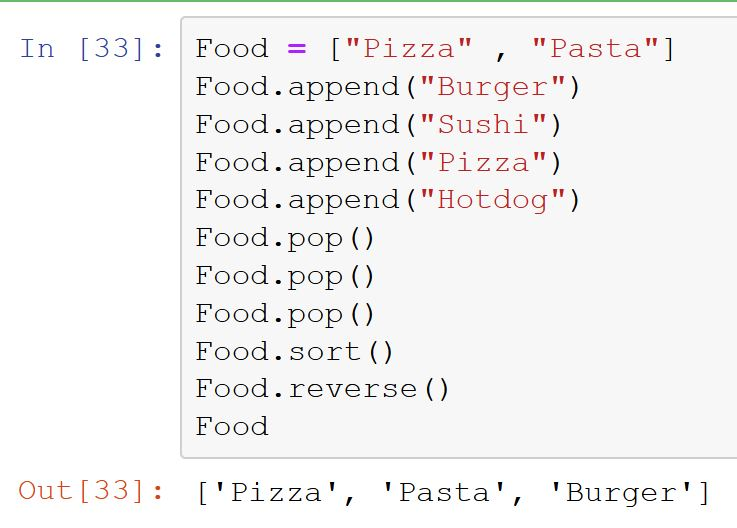 In [33]: Food = ["Pizza" , "Pasta"]
Food.append("Burger")
Food.append("Sushi")
Food.append("Pizza")
Food.append("Hotdog")
Food.pop()
Food.pop()
Food.pop()
Food.sort()
Food.reverse()
Food
Out[33]: ['Pizza', 'Pasta', 'Burger']